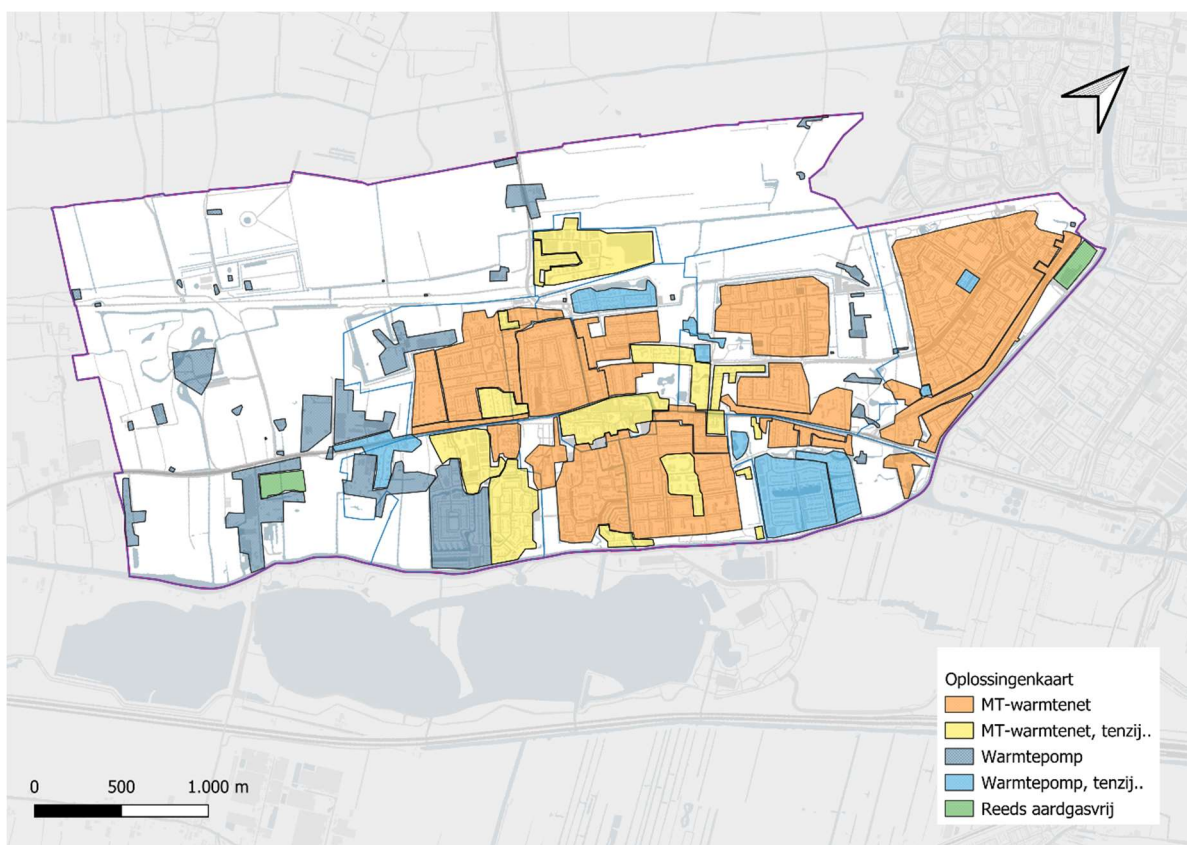 Oplossingenkaart
MT-warmtenet
MT-warmtenet, tenzij..
Warmtepomp
Warmtepomp, tenzij..
Reeds aardgasvrij
0 500 1.000 m